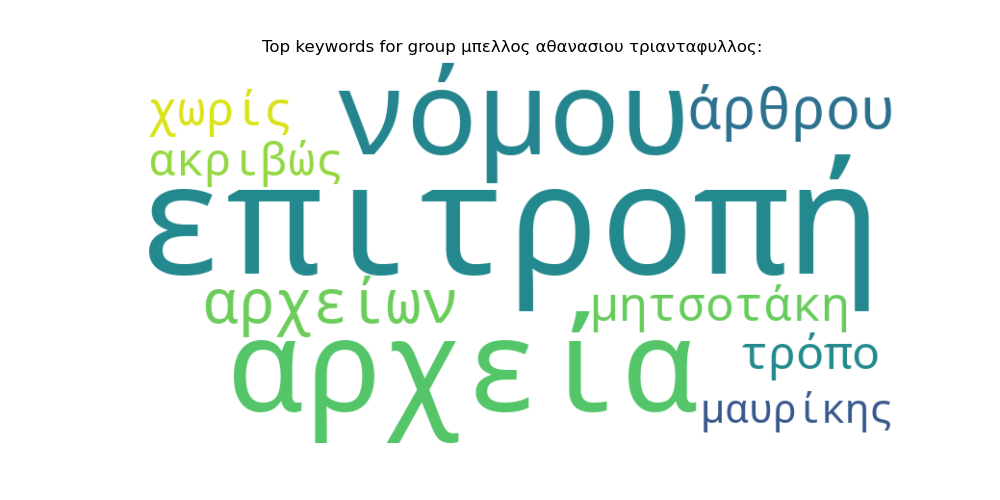 Top keywords for group μπελλος αθανασιου τριανταφυλλος:
χωρίς νόμου άρθρου
ακριβώς
επιτροπή
αρχείων μητσοτάκη
αρχεία τρόπο
μαυρίκης